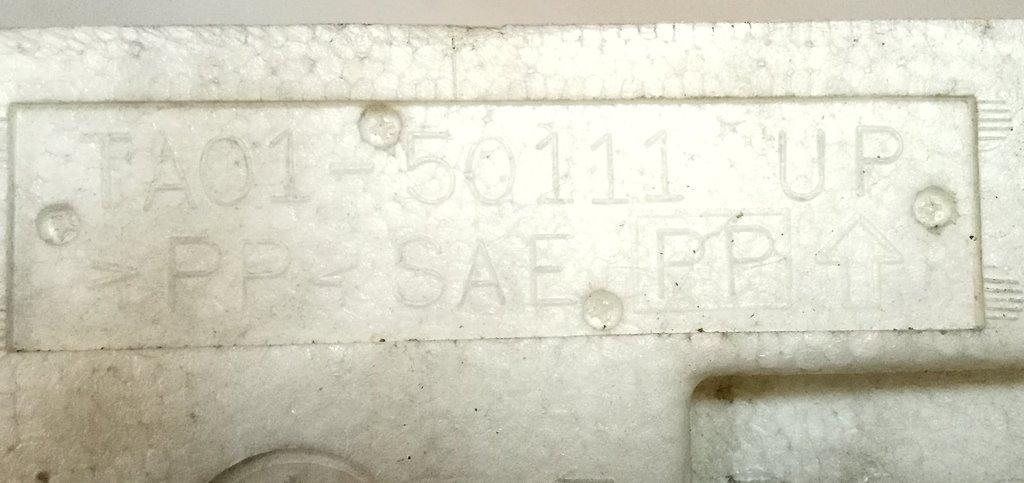 TA01-50111 UP
>PP< SAE PP